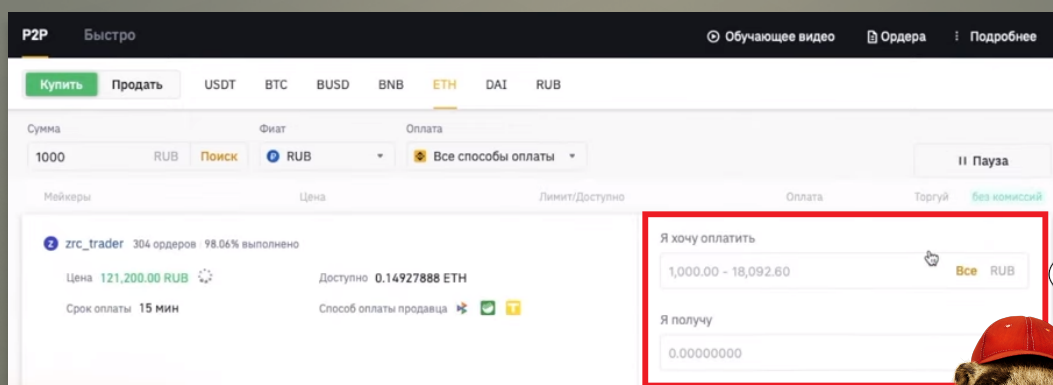 P2P Быстро Обучающее видео Ордера Подробнее
Купить Продать USDT BTC BUSD BNB ETH DAI RUB
Сумма Фиат Оплата
1000 RUB Поиск RUB Все способы оплаты Пауза
Мейкеры Цена Лимит/Доступно Оплата Торгуй без комиссий
Z zrc_trader 304 ордеров 98.06% выполнено
Цена 121,200.00 RUB Доступно 0.14927888 ETH
Срок оплаты 15 мин Способ оплаты продавца
Я хочу оплатить
1,000.00 - 18,092.60 Все RUB
Я получу
0.00000000